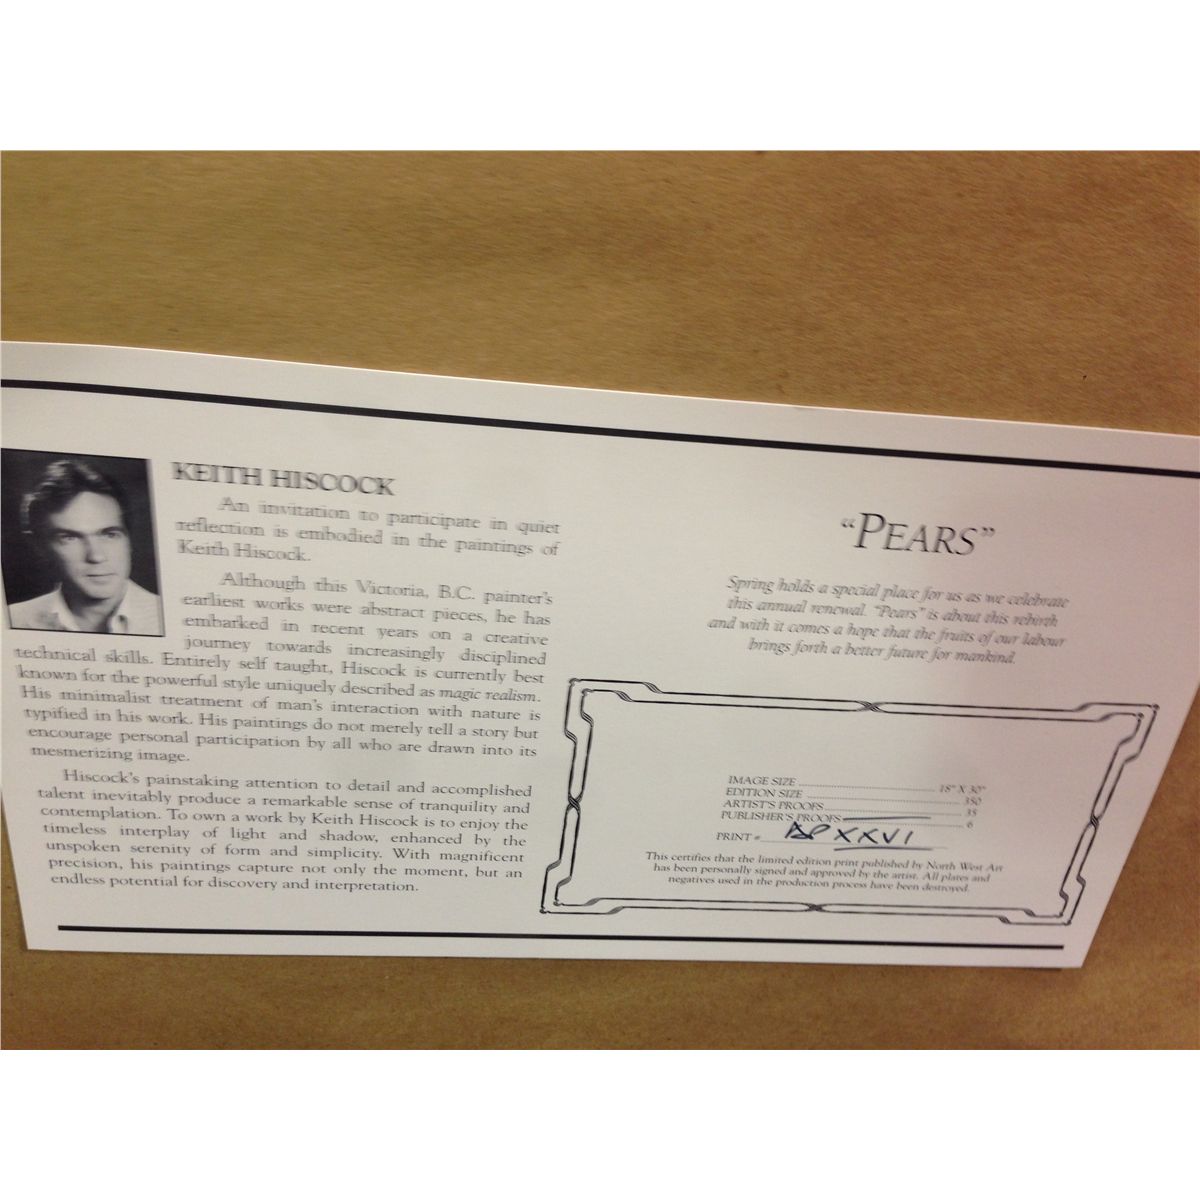 KEITH HISCOCK
An invitation to participate in quiet
reflection is embodied in the paintings of
Keith Hiscock.
Although this Victoria, B.C. painter's
earliest works were abstract pieces, he has
embarked in recent years on a creative
journey towards increasingly disciplined
technical skills. Entirely self taught, Hiscock is currently best
known for the powerful style uniquely described as magic realism.
His minimalist treatment of man's interaction with nature is
typified in his work. His paintings do not merely tell a story but
encourage personal participation by all who are drawn into its
mesmerizing image.
Hiscock's painstaking attention to detail and accomplished
talent inevitably produce a remarkable sense of tranquility and
contemplation. To own a work by Keith Hiscock is to enjoy the
timeless interplay of light and shadow, enhanced by the
unspoken serenity of form and simplicity. With magnificent
precision, his paintings capture not only the moment, but an
endless potential for discovery and interpretation.
"PEARS"
Spring holds a special place for us as we celebrate
this annual renewal. "Pears" is about this rebirth
and with it comes a hope that the fruits of our labour
brings forth a better future for mankind.
IMAGE SIZE 18" X 30"
EDITION SIZE 350
ARTIST'S PROOFS 35
PUBLISHER'S PROOFS 6
PRINT # AP XXVI
This certifies that the limited edition print published by North West Art
has been personally signed and approved by the artist. All plates and
negatives used in the production process have been destroyed.